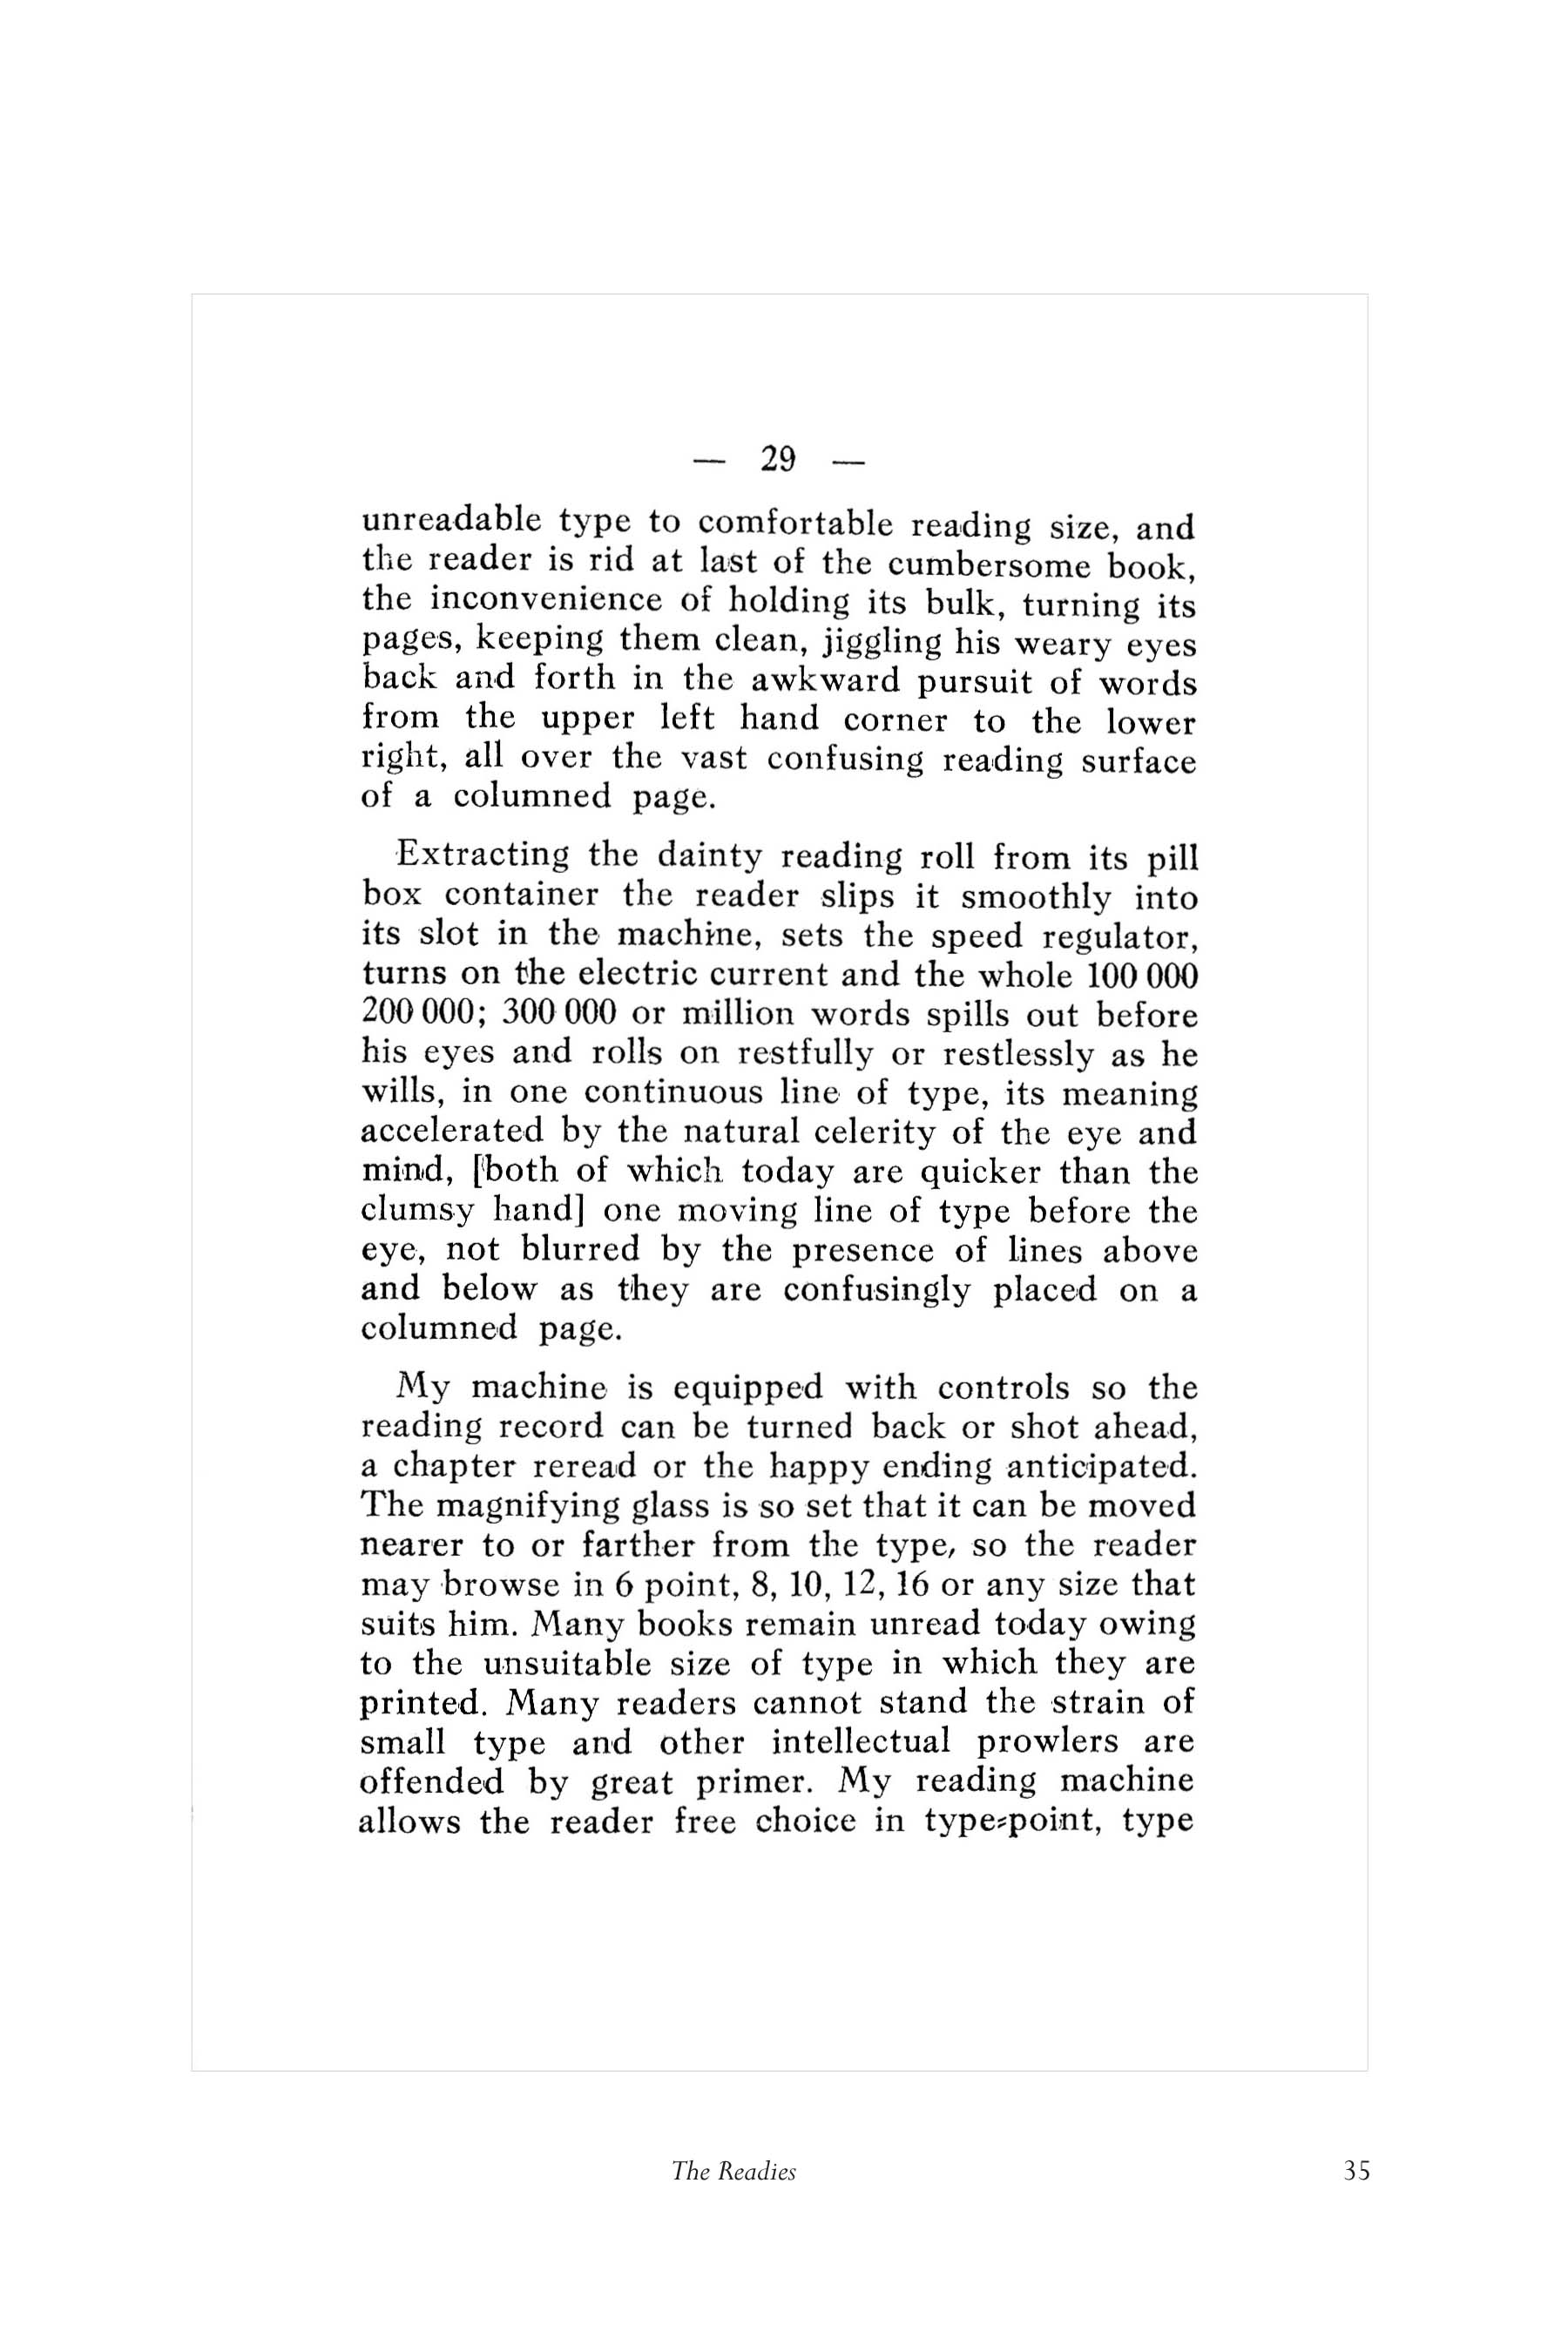 — 29 —
unreadable type to comfortable reading size, and
the reader is rid at last of the cumbersome book,
the inconvenience of holding its bulk, turning its
pages, keeping them clean, jiggling his weary eyes
back and forth in the awkward pursuit of words
from the upper left hand corner to the lower
right, all over the vast confusing reading surface
of a columned page.
Extracting the dainty reading roll from its pill
box container the reader slips it smoothly into
its slot in the machine, sets the speed regulator,
turns on the electric current and the whole 100 000
200 000; 300 000 or million words spills out before
his eyes and rolls on restfully or restlessly as he
wills, in one continuous line of type, its meaning
accelerated by the natural celerity of the eye and
mind, [both of which today are quicker than the
clumsy hand] one moving line of type before the
eye, not blurred by the presence of lines above
and below as they are confusingly placed on a
columned page.
My machine is equipped with controls so the
reading record can be turned back or shot ahead,
a chapter reread or the happy ending anticipated.
The magnifying glass is so set that it can be moved
nearer to or farther from the type, so the reader
may browse in 6 point, 8, 10, 12, 16 or any size that
suits him. Many books remain unread today owing
to the unsuitable size of type in which they are
printed. Many readers cannot stand the strain of
small type and other intellectual prowlers are
offended by great primer. My reading machine
allows the reader free choice in type-point, type
The Readies 35